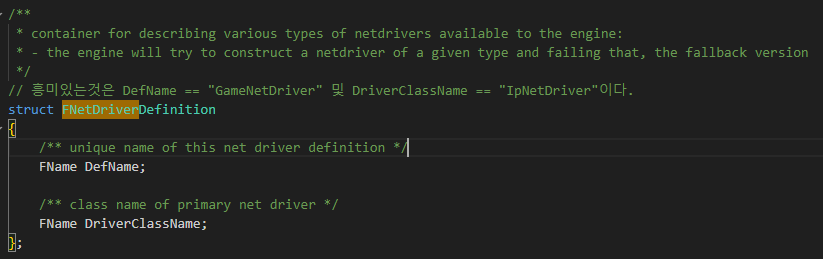 /**
* container for describing various types of netdrivers available to the engine:
* - the engine will try to construct a netdriver of a given type and failing that, the fallback version
*/
// 흥미있는것은 DefName == "GameNetDriver" 및 DriverClassName == "IpNetDriver"이다.
struct FNetDriverDefinition
{
/** unique name of this net driver definition */
FName DefName;
/** class name of primary net driver */
FName DriverClassName;
};